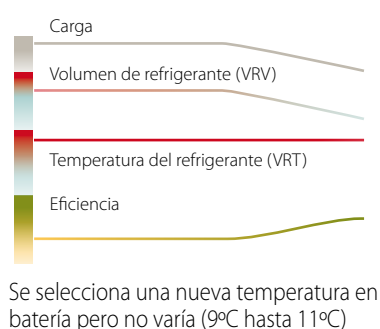 Carga
Volumen de refrigerante (VRV)
Temperatura del refrigerante (VRT)
Eficiencia
Se selecciona una nueva temperatura en
batería pero no varía (9ºC hasta 11ºC)